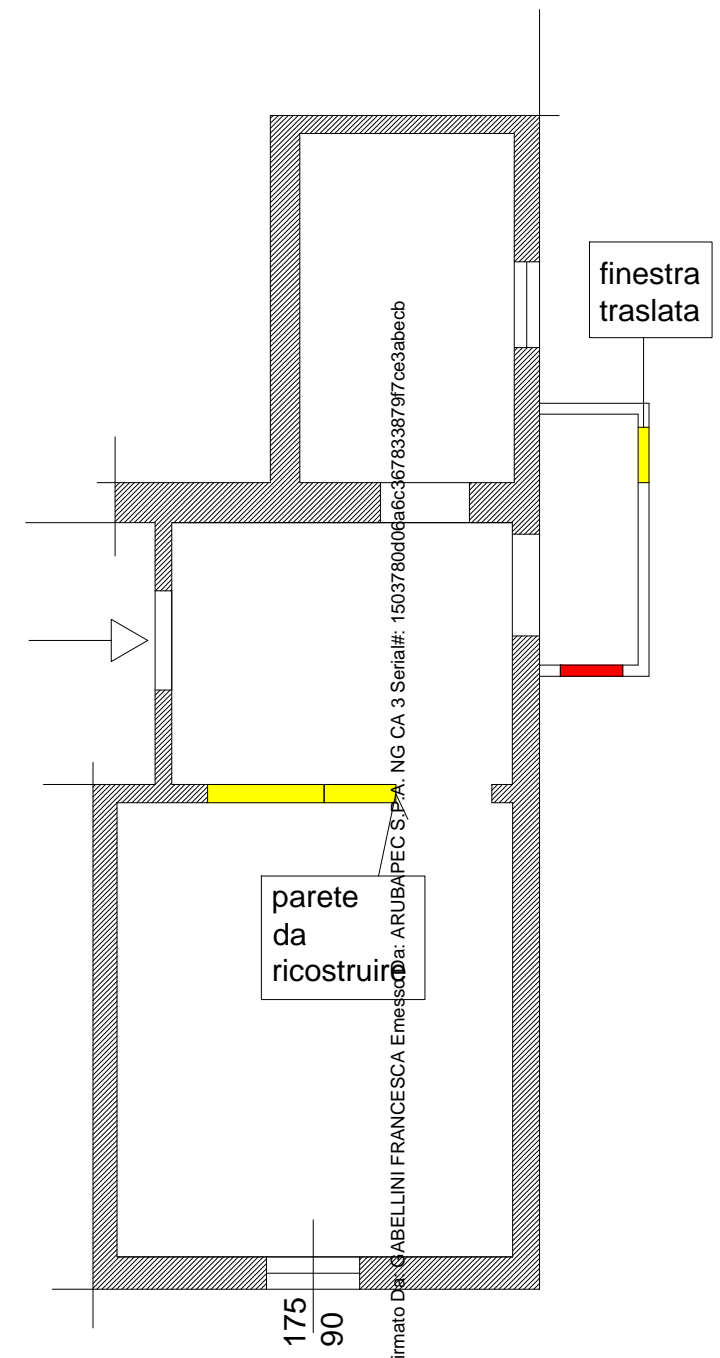 finestra
traslata
parete
da
ricostruire
175
90
irmato Da: GABELLINI FRANCESCA Emesso Da: ARUBAPEC S.P.A. NG CA 3 Serial#: 1503780d06a6c367833879f7ce3abecb